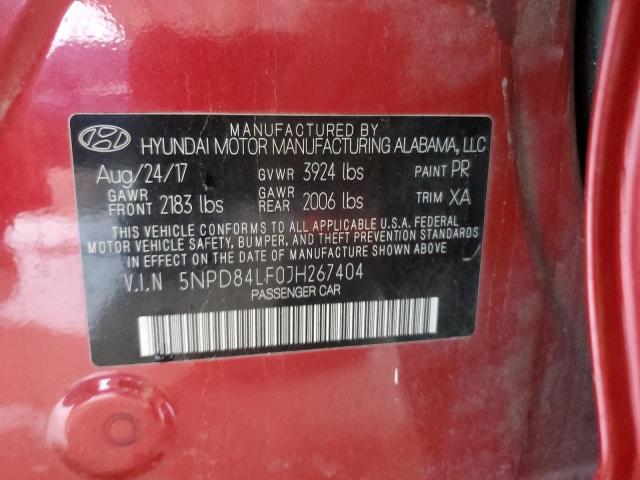 MANUFACTURED BY
HYUNDAI MOTOR MANUFACTURING ALABAMA, LLC
Aug/24/17 GVWR 3924 lbs PAINT PR
GAWR FRONT 2183 lbs GAWR REAR 2006 lbs TRIM XA
THIS VEHICLE CONFORMS TO ALL APPLICABLE U.S.A. FEDERAL
MOTOR VEHICLE SAFETY, BUMPER, AND THEFT PREVENTION STANDARDS
IN EFFECT ON THE DATE OF MANUFACTURE SHOWN ABOVE.
V.I.N 5NPD84LF0JH267404
PASSENGER CAR